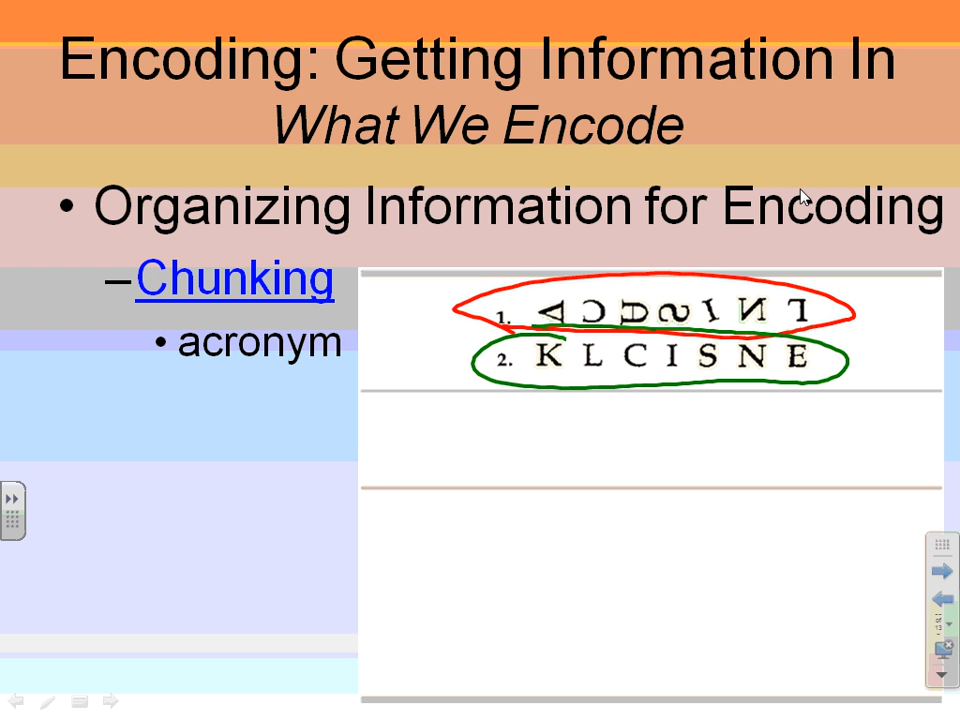 Encoding: Getting Information In
What We Encode
• Organizing Information for Encoding
–Chunking
• acronym
1.
2. K L C I S N E